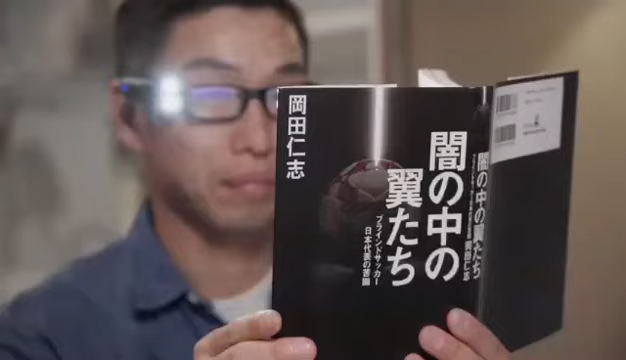 闇の中の
翼たち
ブラインドサッカー
日本代表の苦闘
岡田仁志
闇の中の翼たち
岡田仁志